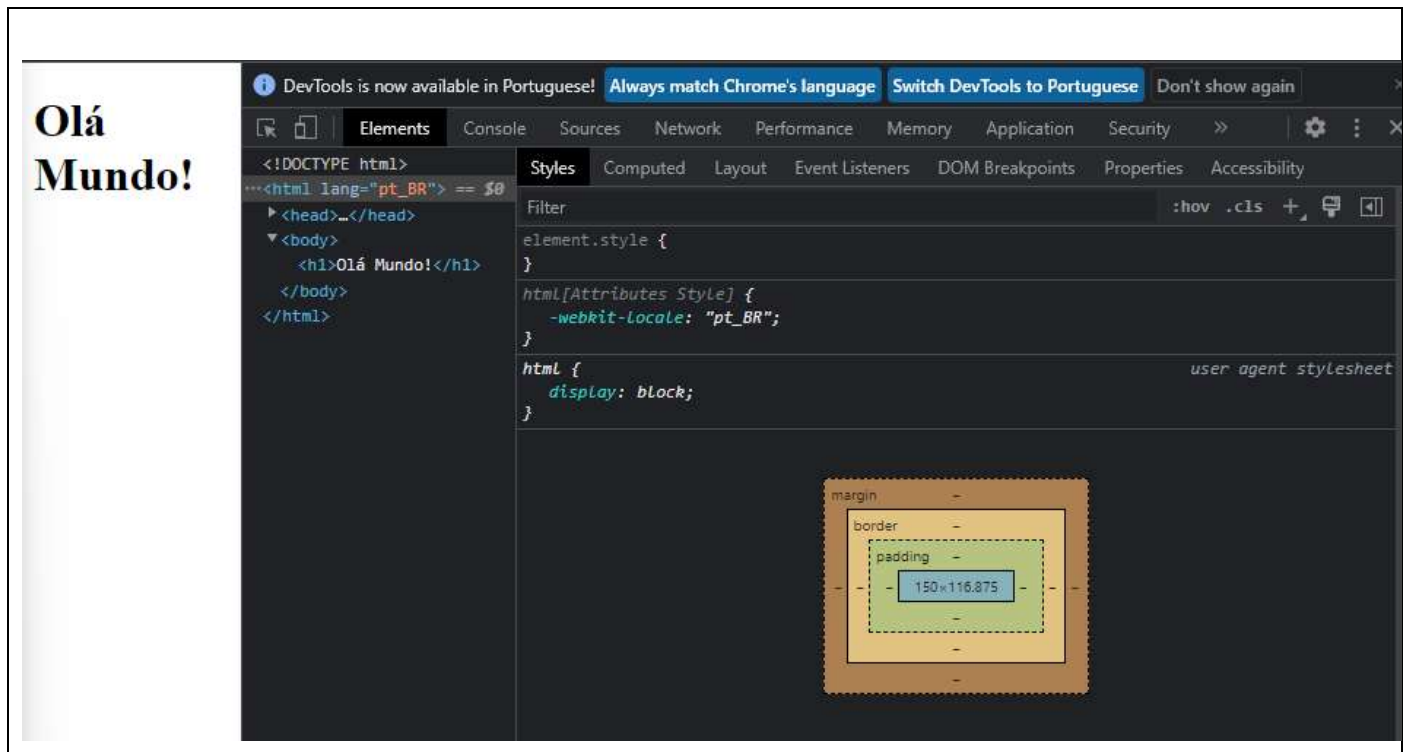 Olá
Mundo!
DevTools is now available in Portuguese! Always match Chrome's language Switch DevTools to Portuguese Don't show again
Elements Console Sources Network Performance Memory Application Security »
<!DOCTYPE html>
···<html lang="pt_BR"> == $0
<head>…</head>
<body>
<h1>Olá Mundo!</h1>
</body>
</html>
Styles Computed Layout Event Listeners DOM Breakpoints Properties Accessibility
Filter :hov .cls +
element.style {
}
html[Attributes Style] {
-webkit-locale: "pt_BR";
}
html { user agent stylesheet
display: block;
}
margin -
border -
padding -
- - - 150×116.875 - - -
-
-
-